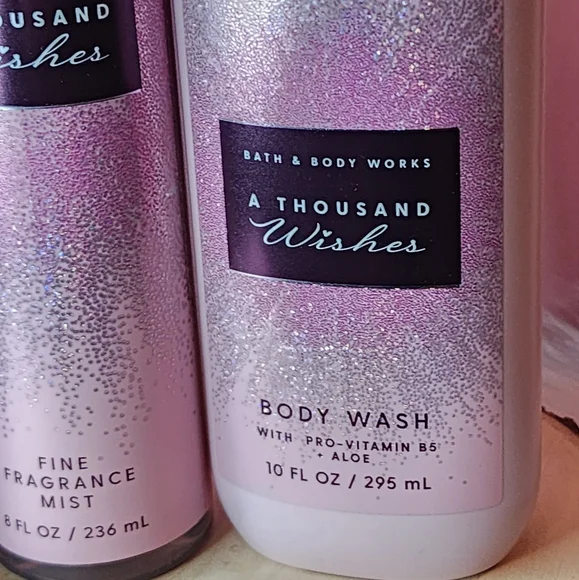 OUSAND
ishes
FINE
FRAGRANCE
MIST
8 FL OZ / 236 mL
BATH & BODY WORKS
A THOUSAND
Wishes
BODY WASH
WITH PRO-VITAMIN B5
+ ALOE
10 FL OZ / 295 mL